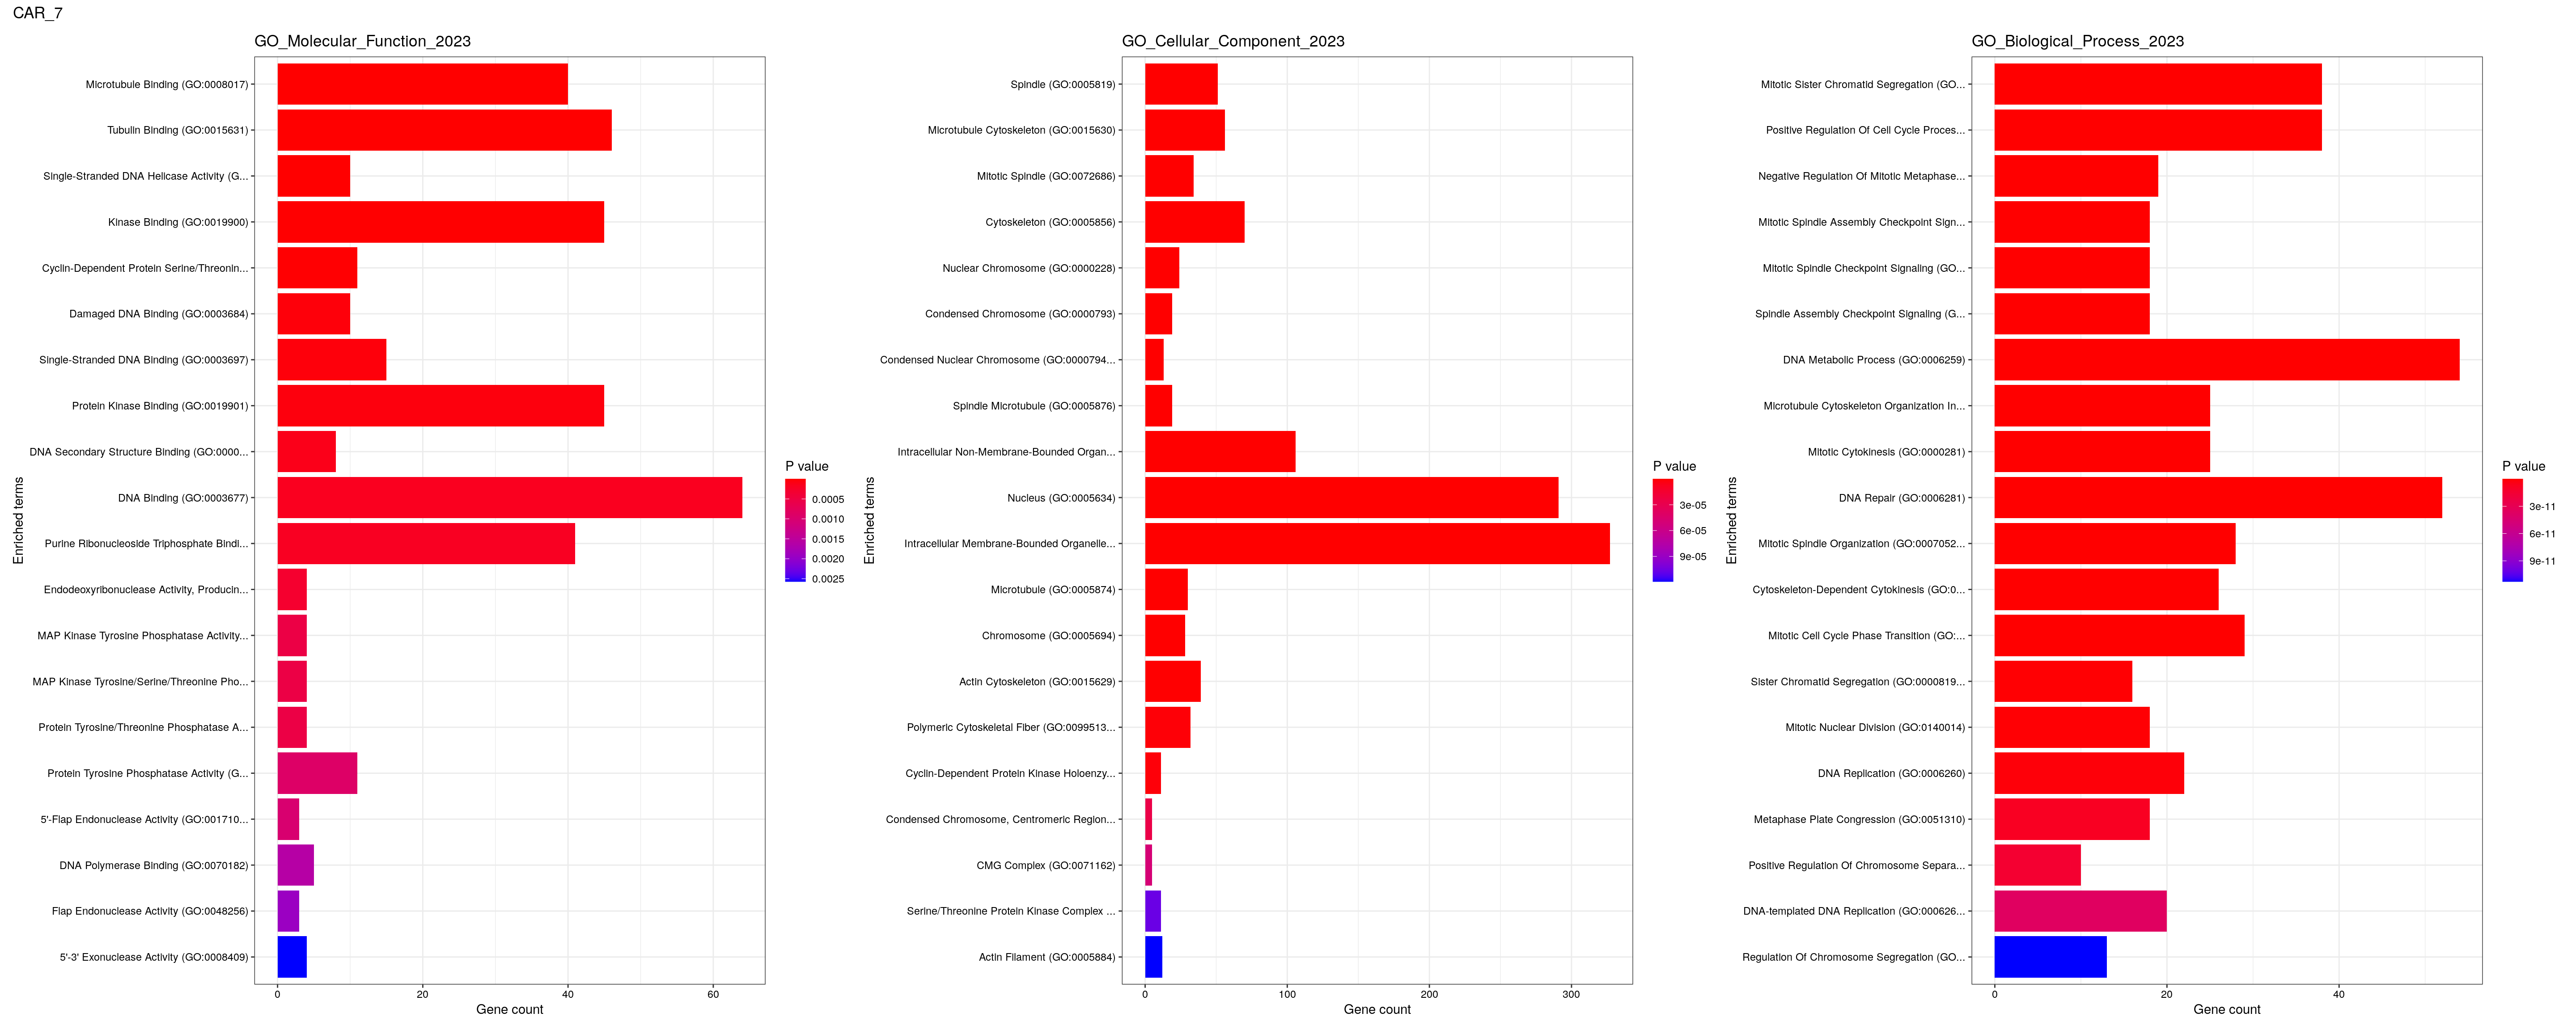 CAR_7
GO_Molecular_Function_2023
Microtubule Binding (GO:0008017)
Tubulin Binding (GO:0015631)
Single-Stranded DNA Helicase Activity (G...
Kinase Binding (GO:0019900)
Cyclin-Dependent Protein Serine/Threonin...
Damaged DNA Binding (GO:0003684)
Single-Stranded DNA Binding (GO:0003697)
Protein Kinase Binding (GO:0019901)
DNA Secondary Structure Binding (GO:0000...
DNA Binding (GO:0003677)
Purine Ribonucleoside Triphosphate Bindi...
Endodeoxyribonuclease Activity, Producin...
MAP Kinase Tyrosine Phosphatase Activity...
MAP Kinase Tyrosine/Serine/Threonine Pho...
Protein Tyrosine/Threonine Phosphatase A...
Protein Tyrosine Phosphatase Activity (G...
5'-Flap Endonuclease Activity (GO:001710...
DNA Polymerase Binding (GO:0070182)
Flap Endonuclease Activity (GO:0048256)
5'-3' Exonuclease Activity (GO:0008409)
Enriched terms
0 20 40 60
Gene count
P value
0.0005
0.0010
0.0015
0.0020
0.0025
GO_Cellular_Component_2023
Spindle (GO:0005819)
Microtubule Cytoskeleton (GO:0015630)
Mitotic Spindle (GO:0072686)
Cytoskeleton (GO:0005856)
Nuclear Chromosome (GO:0000228)
Condensed Chromosome (GO:0000793)
Condensed Nuclear Chromosome (GO:0000794...
Spindle Microtubule (GO:0005876)
Intracellular Non-Membrane-Bounded Organ...
Nucleus (GO:0005634)
Intracellular Membrane-Bounded Organelle...
Microtubule (GO:0005874)
Chromosome (GO:0005694)
Actin Cytoskeleton (GO:0015629)
Polymeric Cytoskeletal Fiber (GO:0099513...
Cyclin-Dependent Protein Kinase Holoenzy...
Condensed Chromosome, Centromeric Region...
CMG Complex (GO:0071162)
Serine/Threonine Protein Kinase Complex ...
Actin Filament (GO:0005884)
Enriched terms
0 100 200 300
Gene count
P value
3e-05
6e-05
9e-05
GO_Biological_Process_2023
Mitotic Sister Chromatid Segregation (GO...
Positive Regulation Of Cell Cycle Proces...
Negative Regulation Of Mitotic Metaphase...
Mitotic Spindle Assembly Checkpoint Sign...
Mitotic Spindle Checkpoint Signaling (GO...
Spindle Assembly Checkpoint Signaling (G...
DNA Metabolic Process (GO:0006259)
Microtubule Cytoskeleton Organization In...
Mitotic Cytokinesis (GO:0000281)
DNA Repair (GO:0006281)
Mitotic Spindle Organization (GO:0007052...
Cytoskeleton-Dependent Cytokinesis (GO:0...
Mitotic Cell Cycle Phase Transition (GO:...
Sister Chromatid Segregation (GO:0000819...
Mitotic Nuclear Division (GO:0140014)
DNA Replication (GO:0006260)
Metaphase Plate Congression (GO:0051310)
Positive Regulation Of Chromosome Separa...
DNA-templated DNA Replication (GO:000626...
Regulation Of Chromosome Segregation (GO...
Enriched terms
0 20 40
Gene count
P value
3e-11
6e-11
9e-11